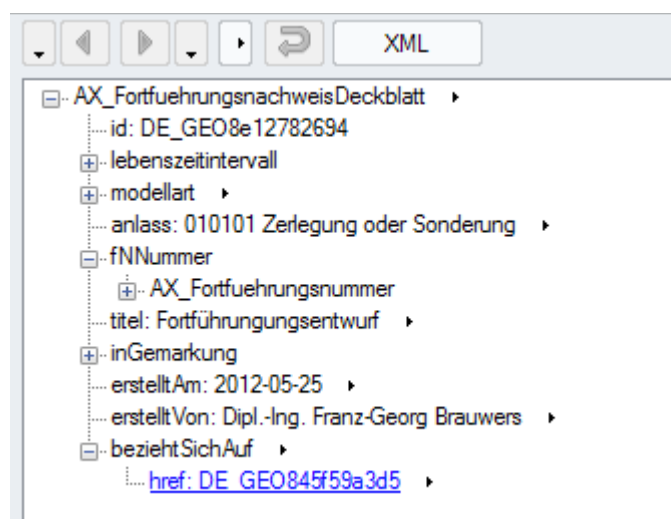 XML
AX_FortfuehrungsnachweisDeckblatt
id: DE_GEO8e12782694
lebenszeitintervall
modellart
anlass: 010101 Zerlegung oder Sonderung
fNNummer
AX_Fortfuehrungsnummer
titel: Fortführungungsentwurf
inGemarkung
erstelltAm: 2012-05-25
erstelltVon: Dipl.-Ing. Franz-Georg Brauwers
beziehtSichAuf
href: DE_GEO845f59a3d5